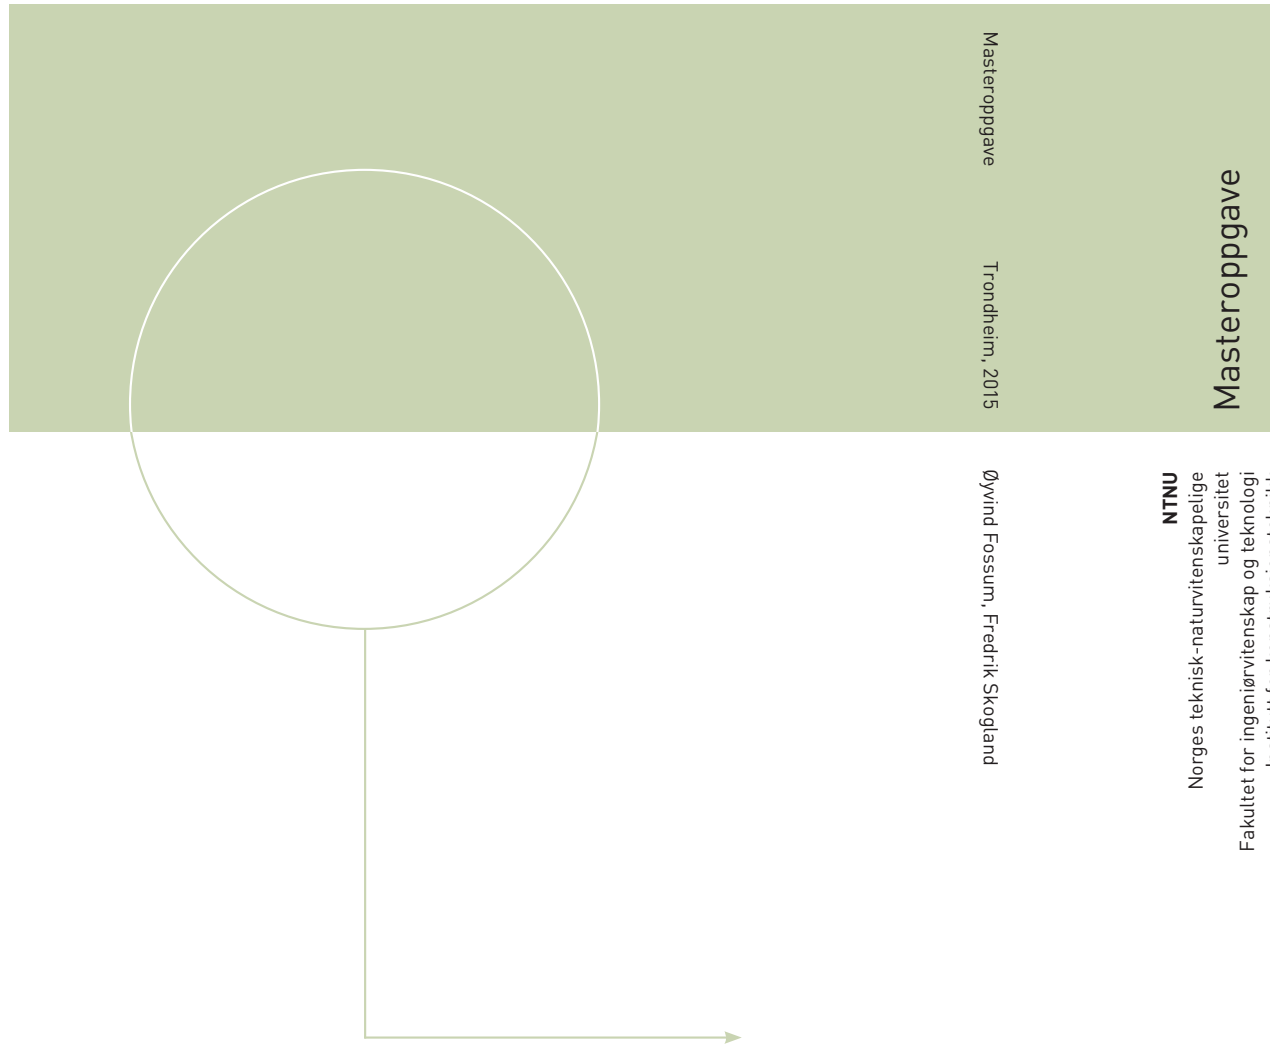 Masteroppgave
Trondheim, 2015
Øyvind Fossum, Fredrik Skogland
Masteroppgave
NTNU
Norges teknisk-naturvitenskapelige
universitet
Fakultet for ingeniørvitenskap og teknologi